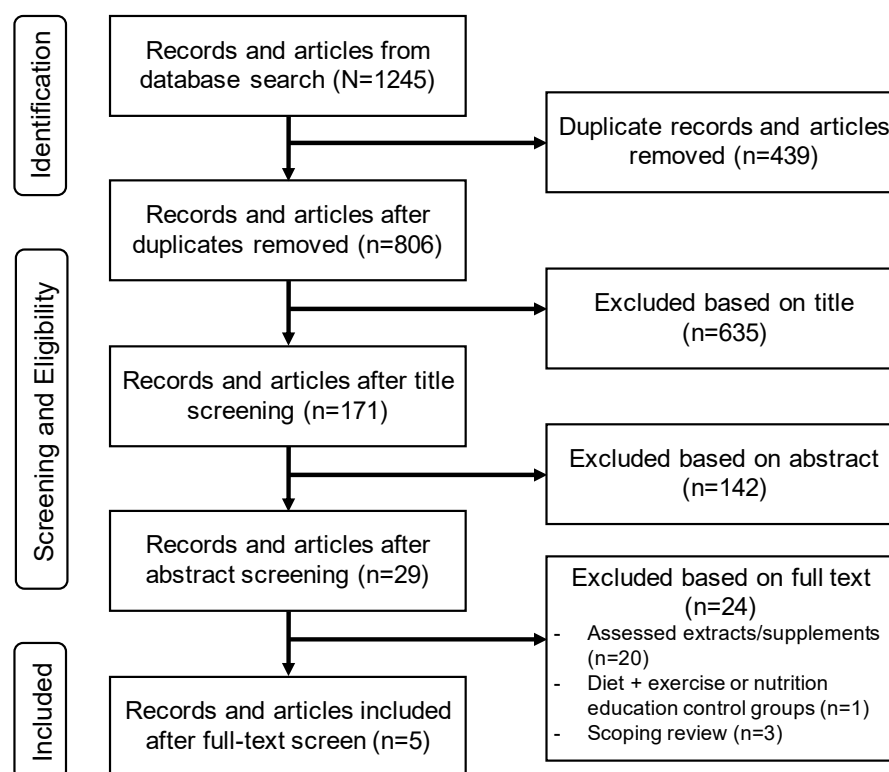 Identification
Records and articles from
database search (N=1245)
Duplicate records and articles
removed (n=439)
Records and articles after
duplicates removed (n=806)
Screening and Eligibility
Excluded based on title
(n=635)
Records and articles after title
screening (n=171)
Excluded based on abstract
(n=142)
Records and articles after
abstract screening (n=29)
Excluded based on full text
(n=24)
- Assessed extracts/supplements
(n=20)
- Diet + exercise or nutrition
education control groups (n=1)
- Scoping review (n=3)
Included
Records and articles included
after full-text screen (n=5)